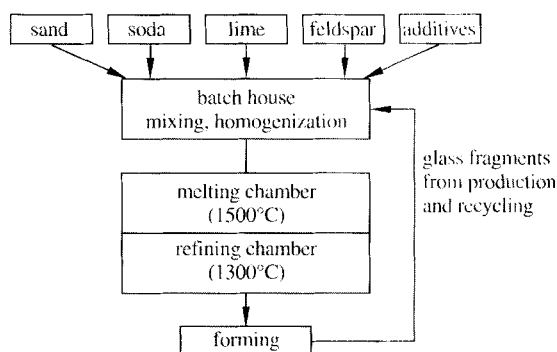 sand
soda
lime
feldspar
additives
batch house
mixing, homogenization
glass fragments
from production
and recycling
melting chamber
(1500°C)
refining chamber
(1300°C)
forming